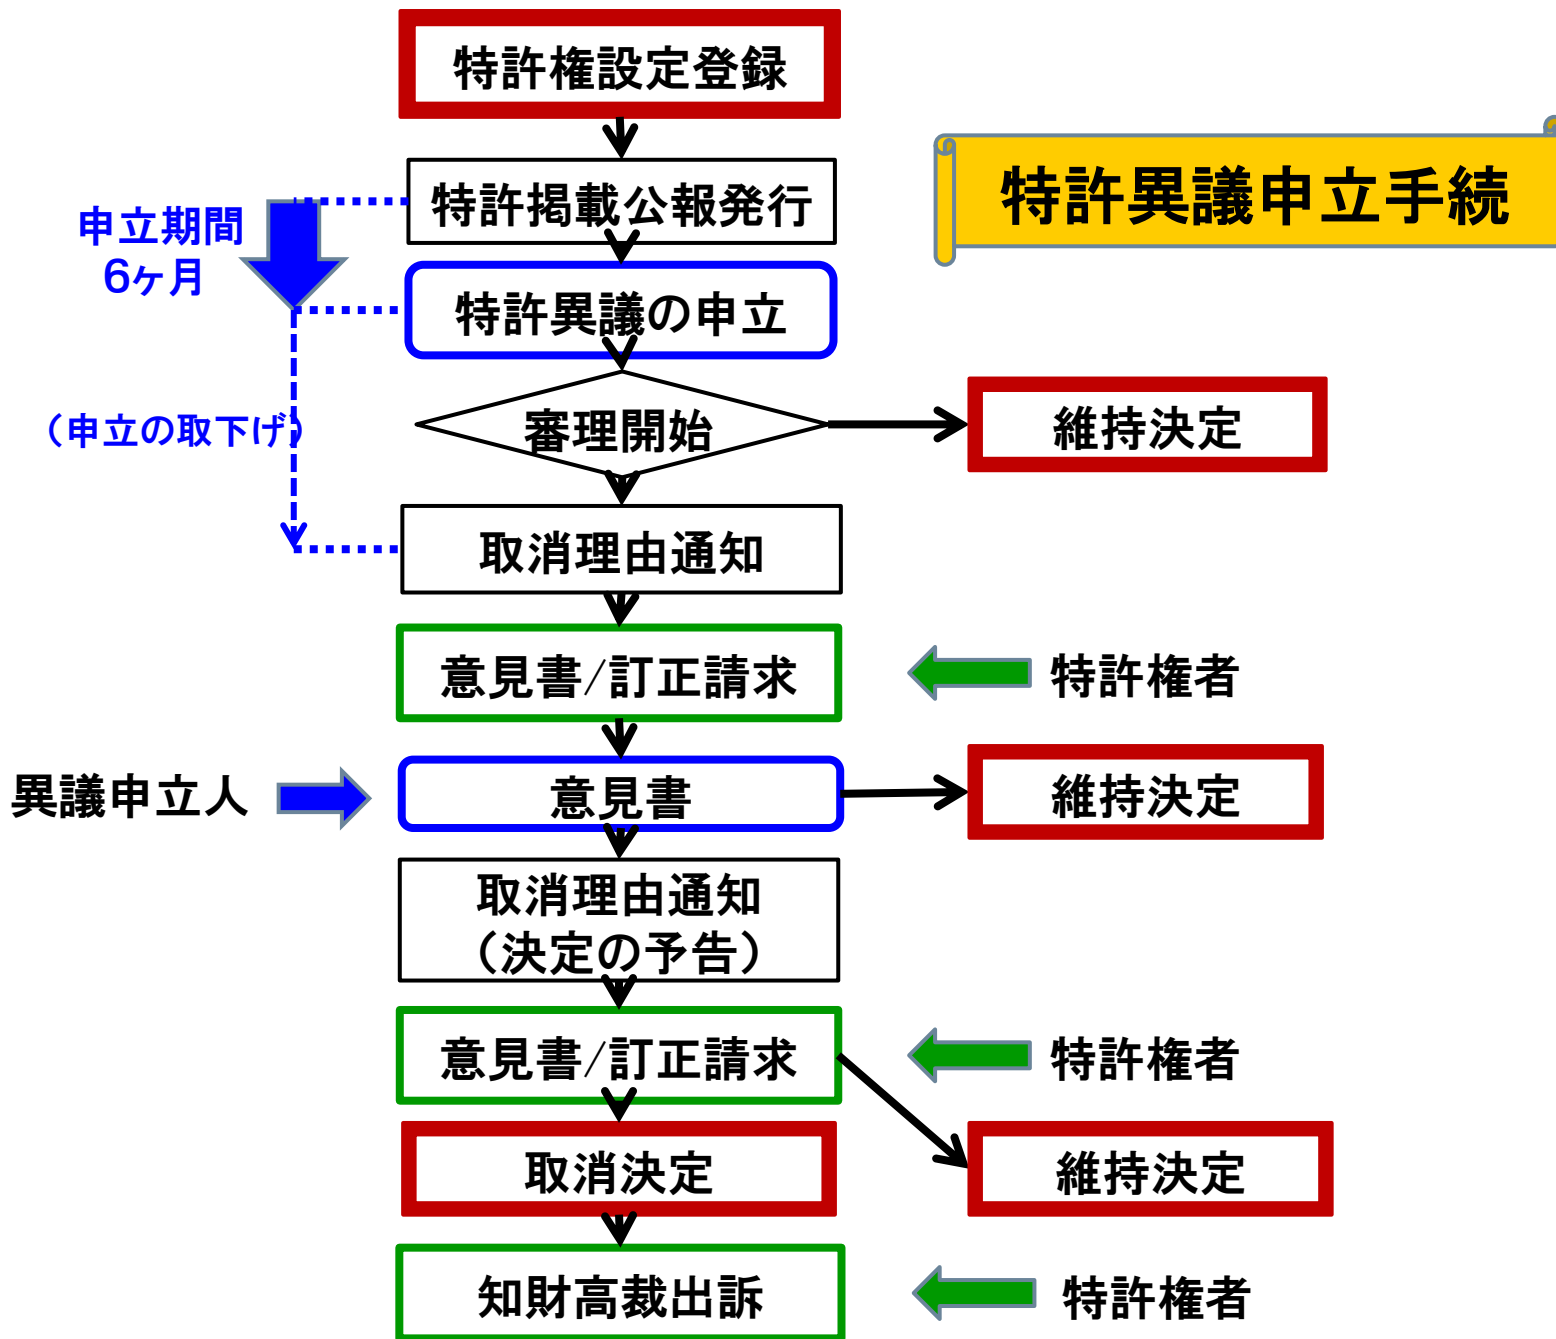 特許権設定登録
特許異議申立手続
特許掲載公報発行
申立期間
6ヶ月
特許異議の申立
（申立の取下げ）
審理開始
維持決定
取消理由通知
意見書/訂正請求
特許権者
異議申立人
意見書
維持決定
取消理由通知
（決定の予告）
意見書/訂正請求
特許権者
取消決定
維持決定
知財高裁出訴
特許権者